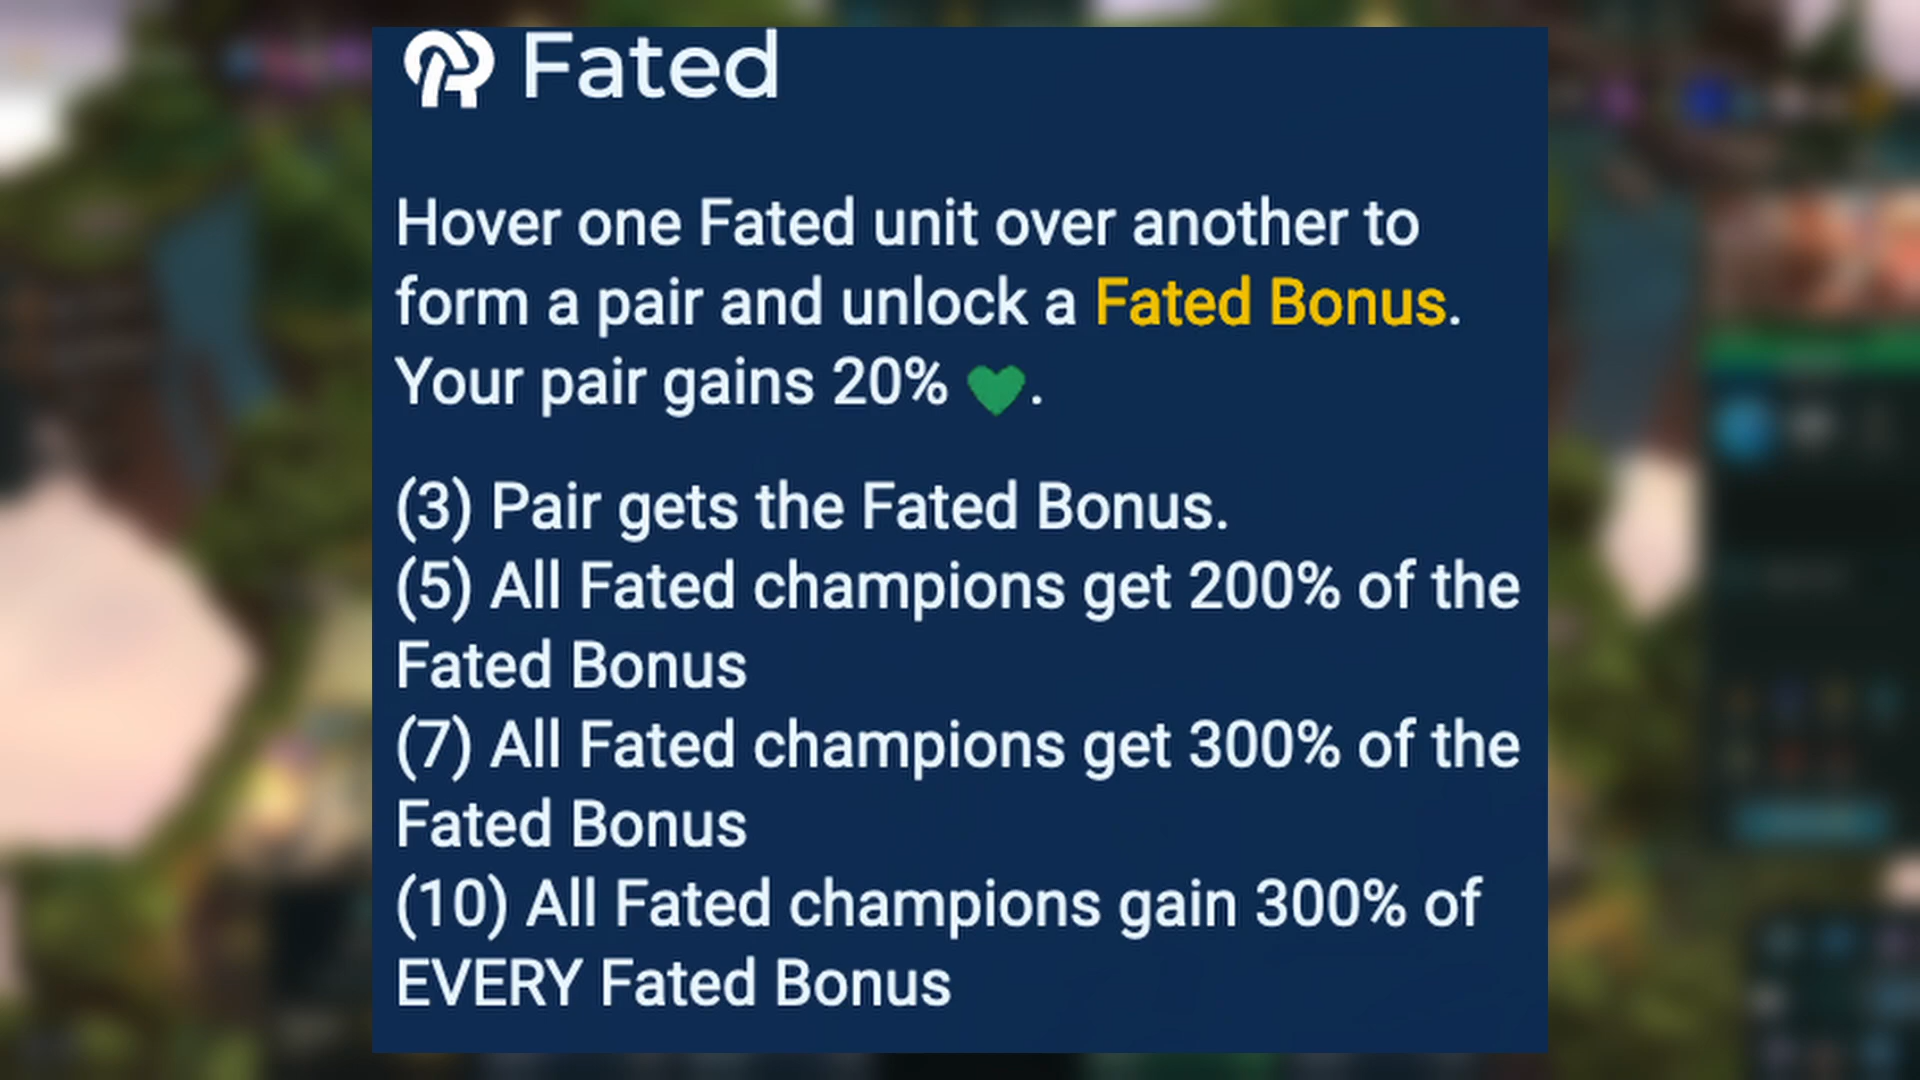 Fated
Hover one Fated unit over another to
form a pair and unlock a Fated Bonus.
Your pair gains 20% 💚.
(3) Pair gets the Fated Bonus.
(5) All Fated champions get 200% of the
Fated Bonus
(7) All Fated champions get 300% of the
Fated Bonus
(10) All Fated champions gain 300% of
EVERY Fated Bonus